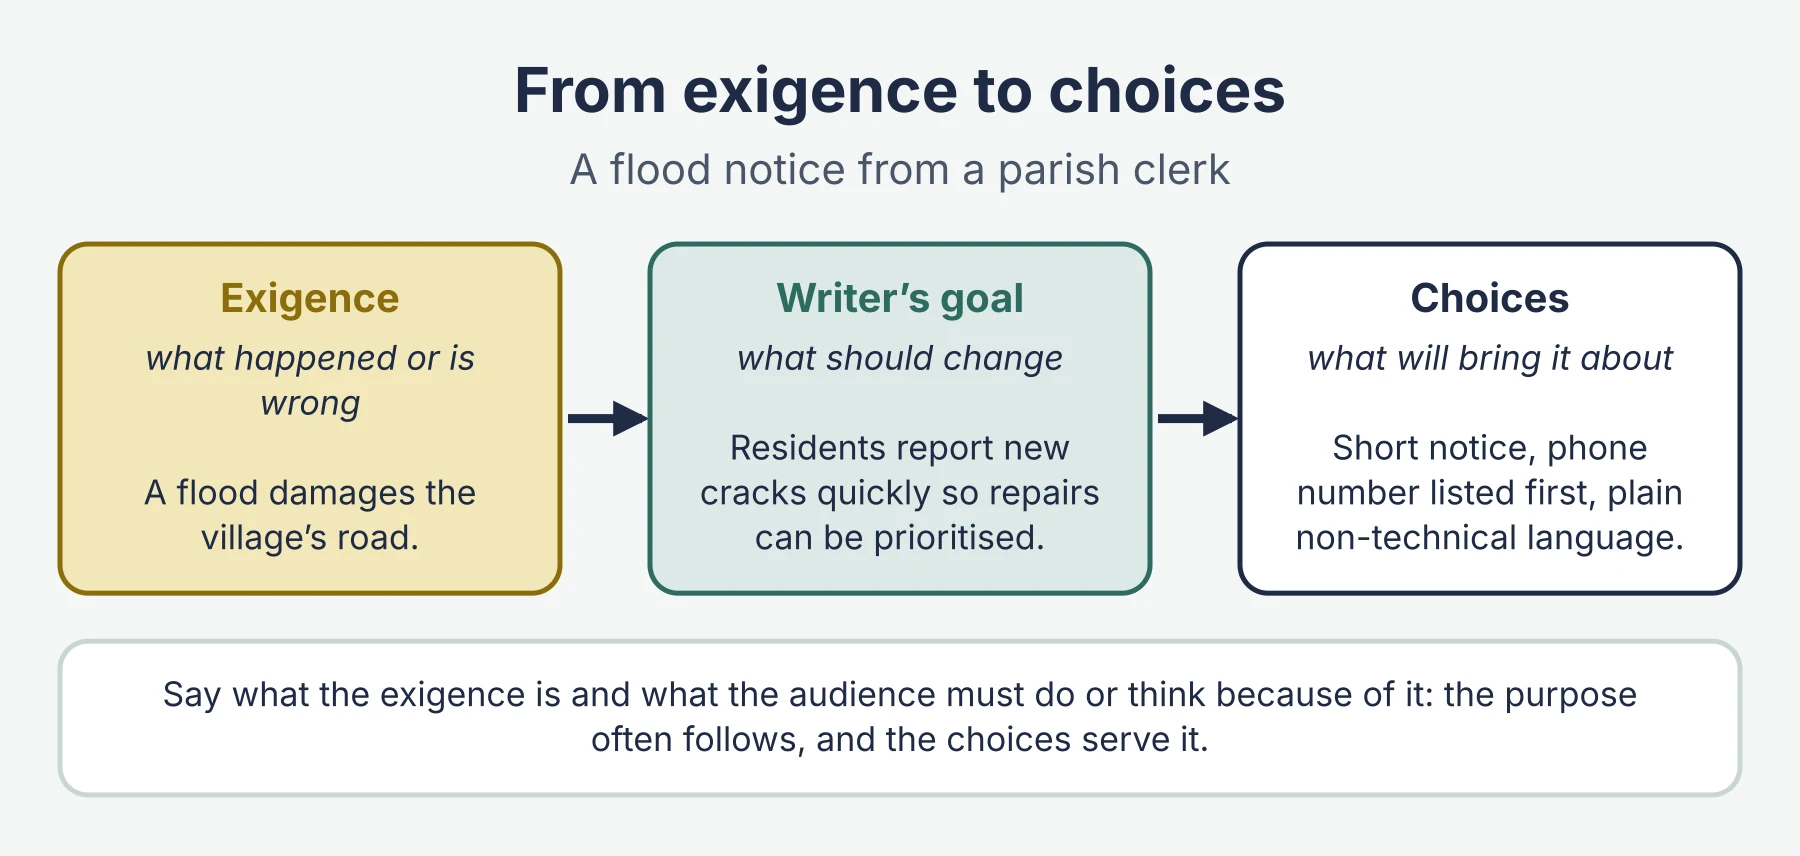 From exigence to choices
A flood notice from a parish clerk
Exigence
what happened or is
wrong
A flood damages the
village’s road.
Writer’s goal
what should change
Residents report new
cracks quickly so repairs
can be prioritised.
Choices
what will bring it about
Short notice, phone
number listed first, plain
non-technical language.
Say what the exigence is and what the audience must do or think because of it: the purpose
often follows, and the choices serve it.